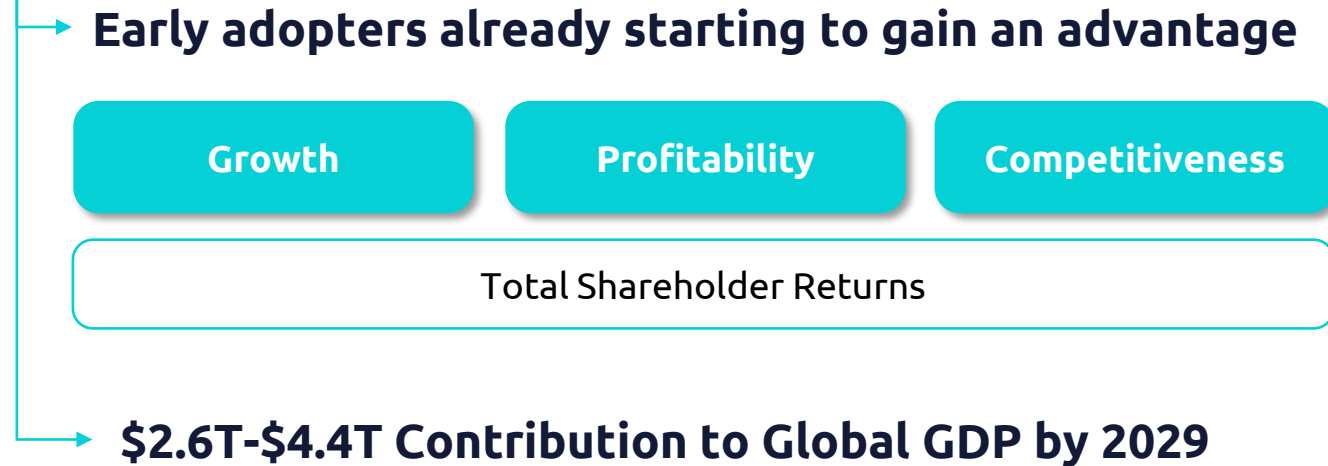 Early adopters already starting to gain an advantage
Growth
Profitability
Competitiveness
Total Shareholder Returns
$2.6T-$4.4T Contribution to Global GDP by 2029